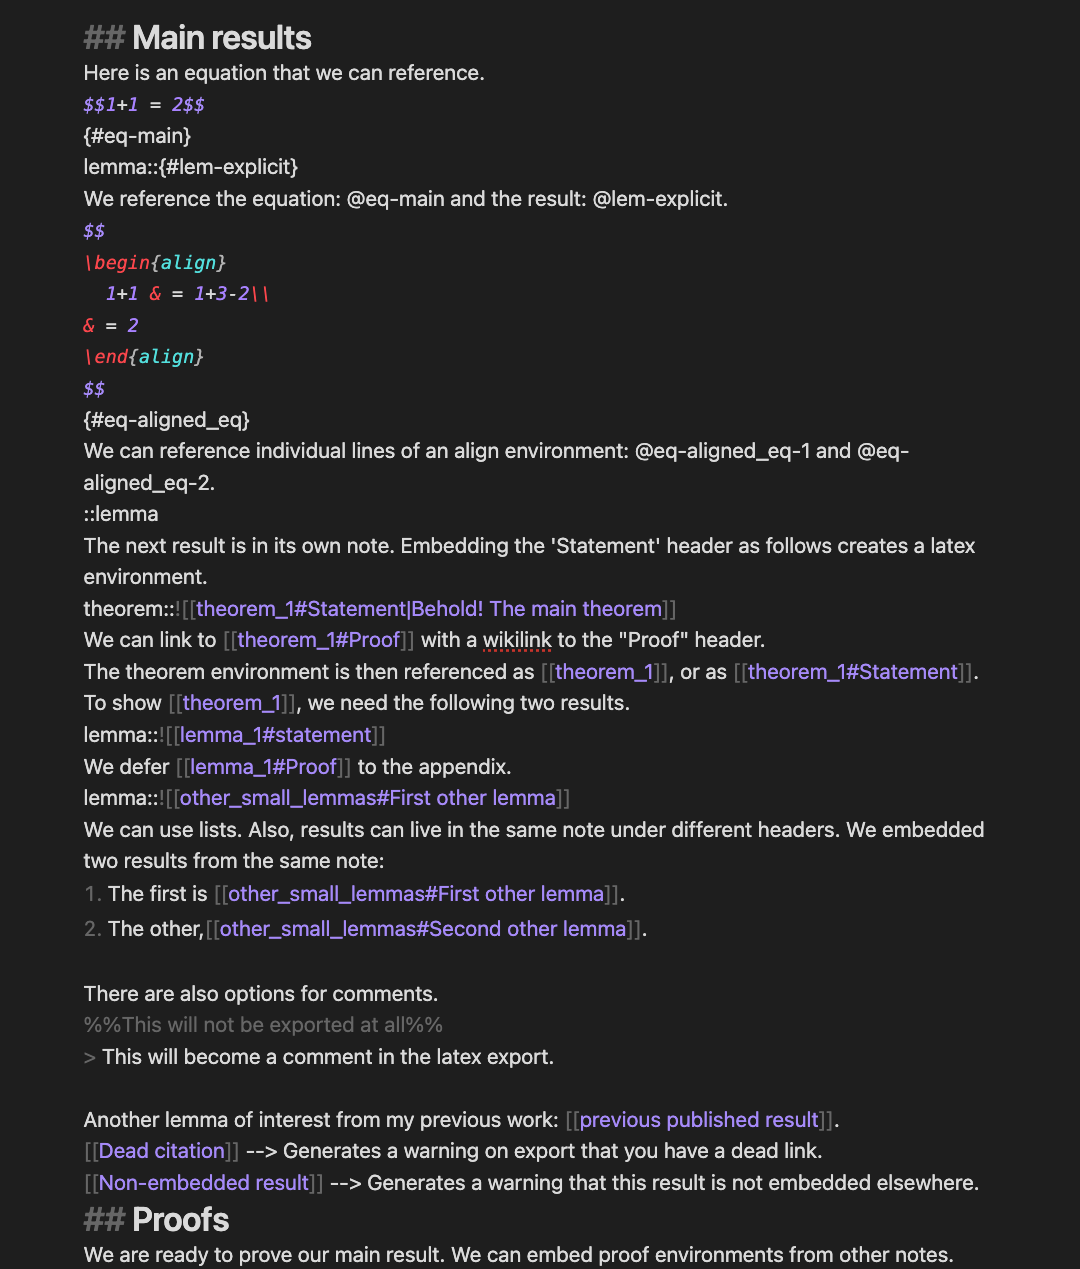 ## Main results
Here is an equation that we can reference.
$$1+1 = 2$$
{#eq-main}
lemma::{#lem-explicit}
We reference the equation: @eq-main and the result: @lem-explicit.
$$
\begin{align}
  1+1 & = 1+3-2\\
& = 2
\end{align}
$$
{#eq-aligned_eq}
We can reference individual lines of an align environment: @eq-aligned_eq-1 and @eq-
aligned_eq-2.
::lemma
The next result is in its own note. Embedding the 'Statement' header as follows creates a latex
environment.
theorem::![[theorem_1#Statement|Behold! The main theorem]]
We can link to [[theorem_1#Proof]] with a wikilink to the "Proof" header.
The theorem environment is then referenced as [[theorem_1]], or as [[theorem_1#Statement]].
To show [[theorem_1]], we need the following two results.
lemma::![[lemma_1#statement]]
We defer [[lemma_1#Proof]] to the appendix.
lemma::![[other_small_lemmas#First other lemma]]
We can use lists. Also, results can live in the same note under different headers. We embedded
two results from the same note:
1. The first is [[other_small_lemmas#First other lemma]].
2. The other,[[other_small_lemmas#Second other lemma]].
There are also options for comments.
%%This will not be exported at all%%
> This will become a comment in the latex export.
Another lemma of interest from my previous work: [[previous published result]].
[[Dead citation]] --> Generates a warning on export that you have a dead link.
[[Non-embedded result]] --> Generates a warning that this result is not embedded elsewhere.
## Proofs
We are ready to prove our main result. We can embed proof environments from other notes.